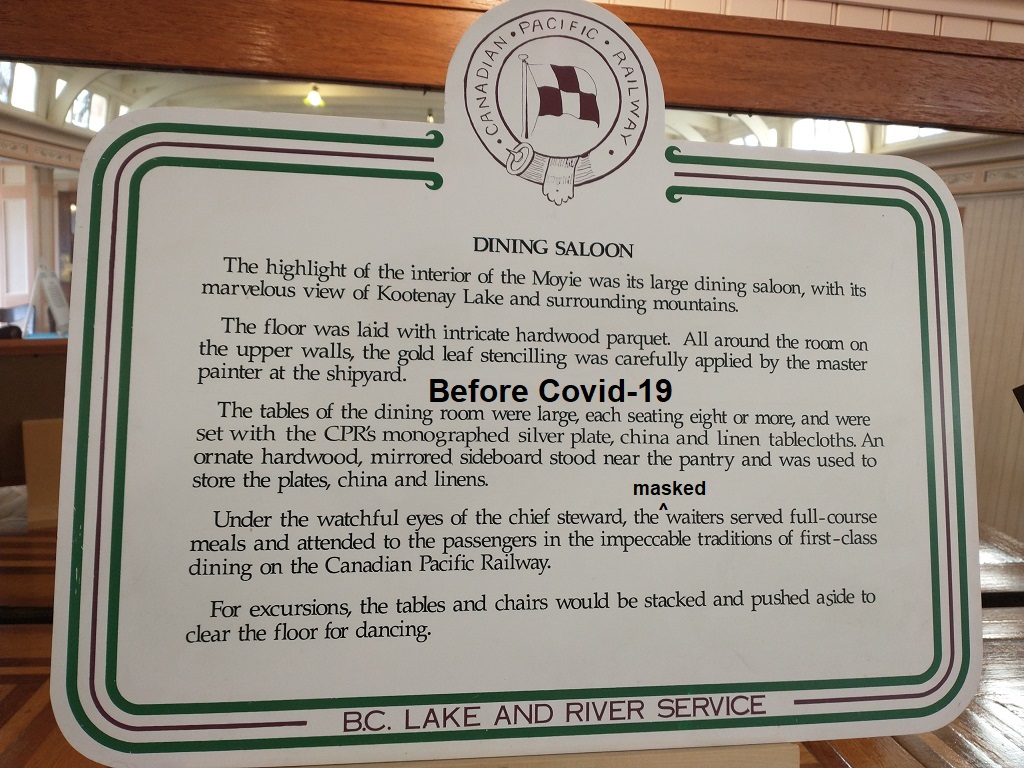 CANADIAN • PACIFIC • RAILWAY •
DINING SALOON
The highlight of the interior of the Moyie was its large dining saloon, with its
marvelous view of Kootenay Lake and surrounding mountains.
The floor was laid with intricate hardwood parquet. All around the room on
the upper walls, the gold leaf stencilling was carefully applied by the master
painter at the shipyard.
Before Covid-19
The tables of the dining room were large, each seating eight or more, and were
set with the CPR's monographed silver plate, china and linen tablecloths. An
ornate hardwood, mirrored sideboard stood near the pantry and was used to
store the plates, china and linens.
masked
^
Under the watchful eyes of the chief steward, the waiters served full-course
meals and attended to the passengers in the impeccable traditions of first-class
dining on the Canadian Pacific Railway.
For excursions, the tables and chairs would be stacked and pushed aside to
clear the floor for dancing.
B.C. LAKE AND RIVER SERVICE